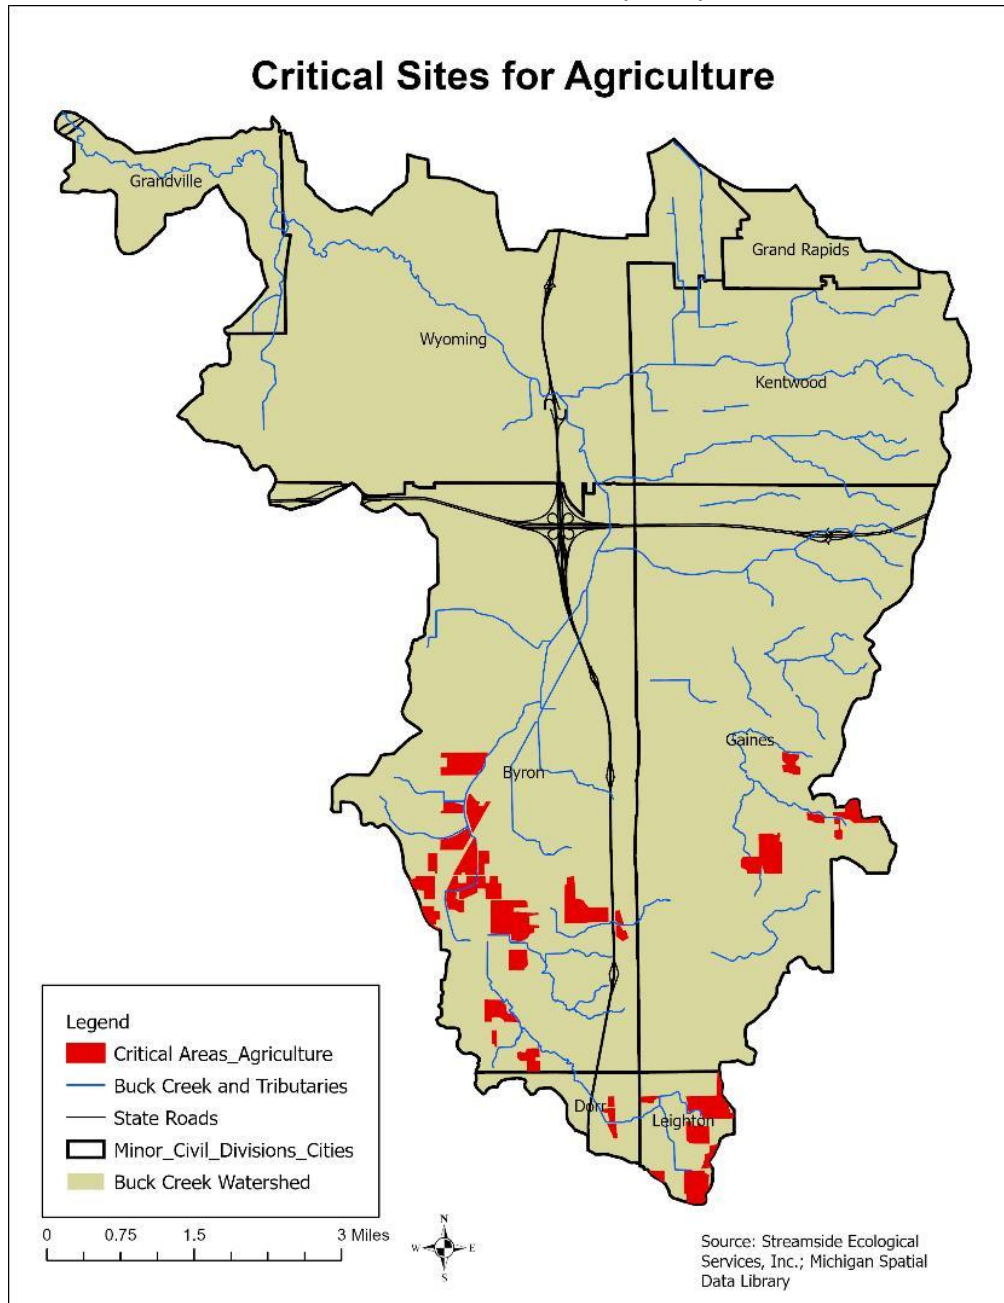 Critical Sites for Agriculture
Grandville
Grand Rapids
Wyoming
Kentwood
Gaines
Byron
Dorr
Leighton
Legend
Critical Areas_Agriculture
Buck Creek and Tributaries
State Roads
Minor_Civil_Divisions_Cities
Buck Creek Watershed
0 0.75 1.5 3 Miles
N
W E
S
Source: Streamside Ecological
Services, Inc.; Michigan Spatial
Data Library